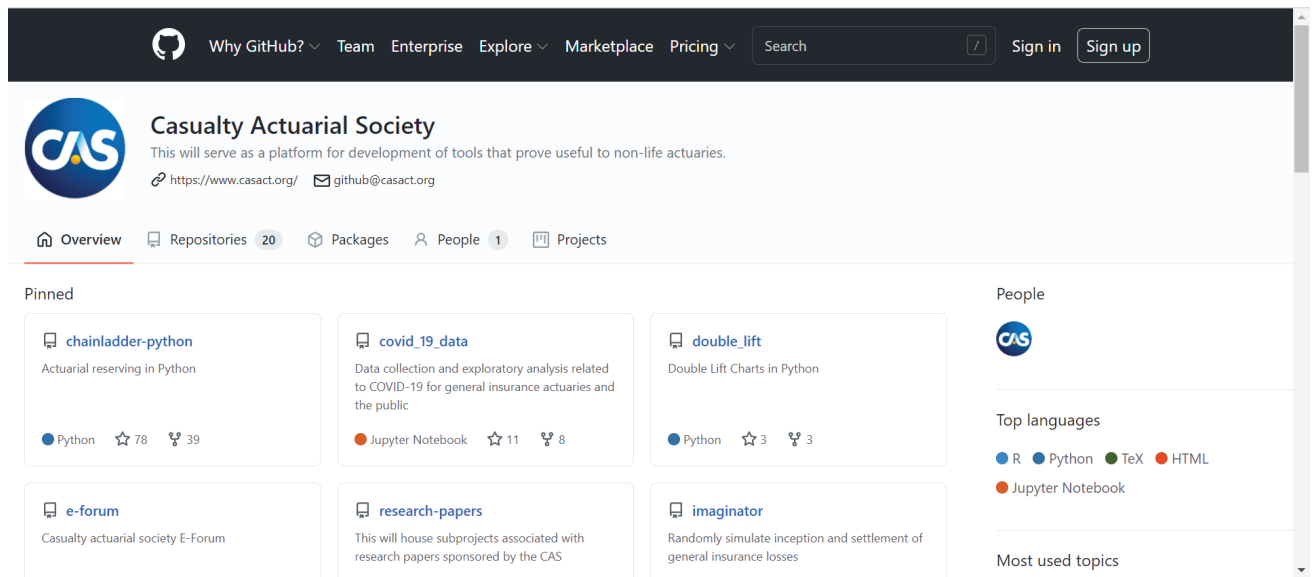 Why GitHub? Team Enterprise Explore Marketplace Pricing Search / Sign in Sign up
CAS
Casualty Actuarial Society
This will serve as a platform for development of tools that prove useful to non-life actuaries.
https://www.casact.org/ github@casact.org
Overview Repositories 20 Packages People 1 Projects
Pinned
chainladder-python
Actuarial reserving in Python
Python 78 39
covid_19_data
Data collection and exploratory analysis related
to COVID-19 for general insurance actuaries and
the public
Jupyter Notebook 11 8
double_lift
Double Lift Charts in Python
Python 3 3
e-forum
Casualty actuarial society E-Forum
research-papers
This will house subprojects associated with
research papers sponsored by the CAS
imaginator
Randomly simulate inception and settlement of
general insurance losses
People
CAS
Top languages
R Python TeX HTML
Jupyter Notebook
Most used topics